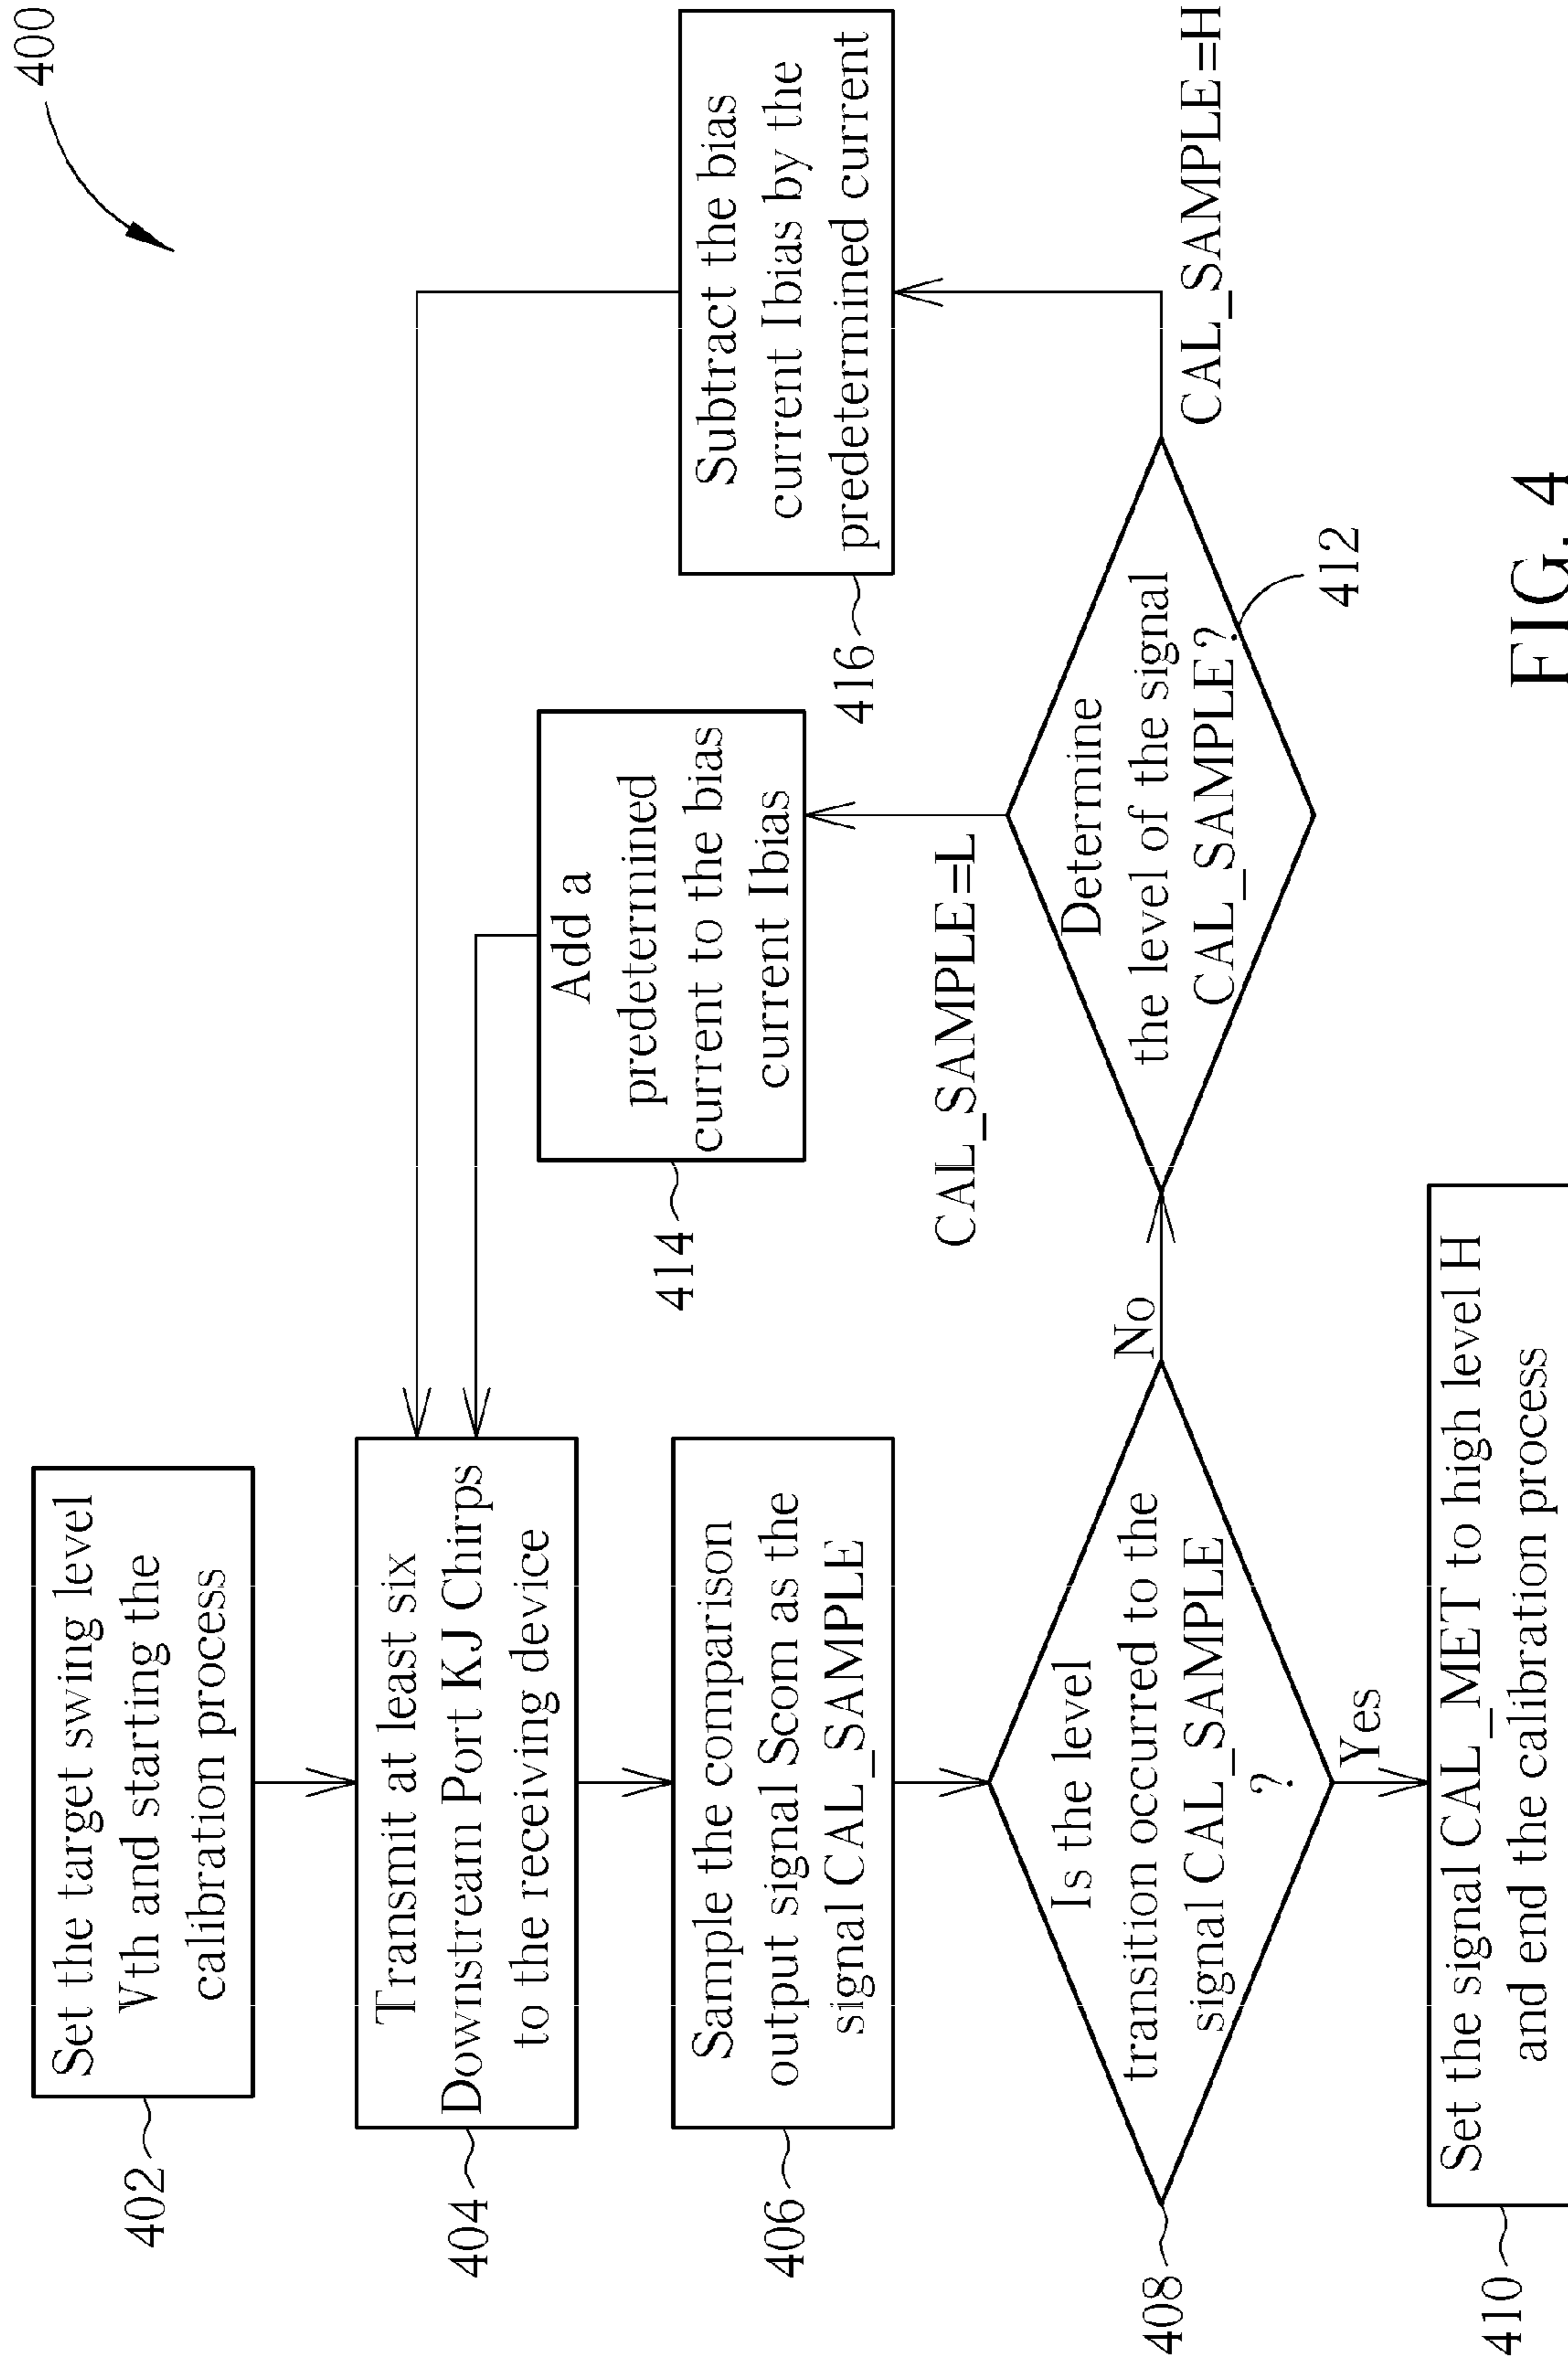 400
Set the target swing level
Vth and starting the
calibration process
402
Transmit at least six
Downstream Port KJ Chirps
to the receiving device
404
Sample the comparison
output signal Scom as the
signal CAL_SAMPLE
406
Is the level
transition occurred to the
signal CAL_SAMPLE
?
408
Yes
No
Set the signal CAL_MET to high level H
and end the calibration process
410
Determine
the level of the signal
CAL_SAMPLE?
412
CAL_SAMPLE=L
Add a
predetermined
current to the bias
current Ibias
414
CAL_SAMPLE=H
Subtract the bias
current Ibias by the
predetermined current
416
FIG. 4